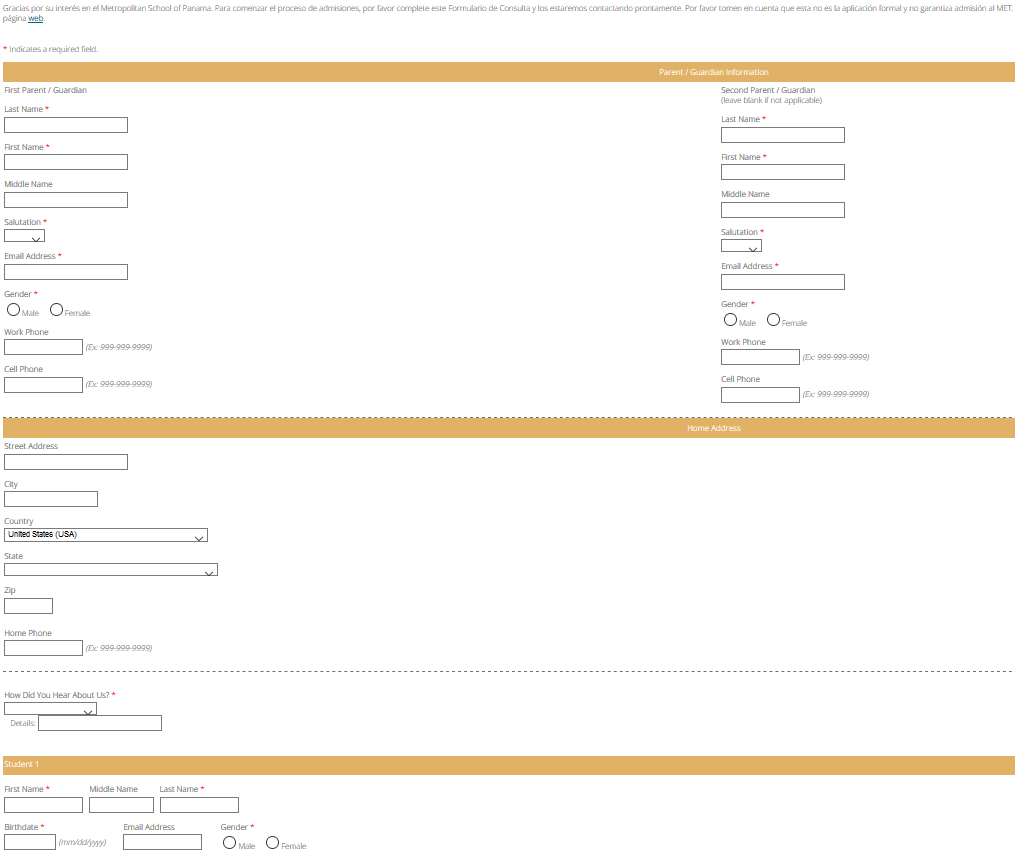 Gracias por su interés en el Metropolitan School of Panama. Para comenzar el proceso de admisiones, por favor complete este Formulario de Consulta y los estaremos contactando prontamente. Por favor tomen en cuenta que esta no es la aplicación formal y no garantiza admisión al MET.
página web.
* Indicates a required field.
Parent / Guardian Information
First Parent / Guardian
Last Name *
First Name *
Middle Name
Salutation *
Email Address *
Gender *
Male Female
Work Phone
(Ex: 999-999-9999)
Cell Phone
(Ex: 999-999-9999)
Second Parent / Guardian
(leave blank if not applicable)
Last Name *
First Name *
Middle Name
Salutation *
Email Address *
Gender *
Male Female
Work Phone
(Ex: 999-999-9999)
Cell Phone
(Ex: 999-999-9999)
Home Address
Street Address
City
Country
United States (USA)
State
Zip
Home Phone
(Ex: 999-999-9999)
How Did You Hear About Us? *
Details:
Student 1
First Name * Middle Name Last Name *
Birthdate * Email Address Gender *
(mm/dd/yyyy) Male Female